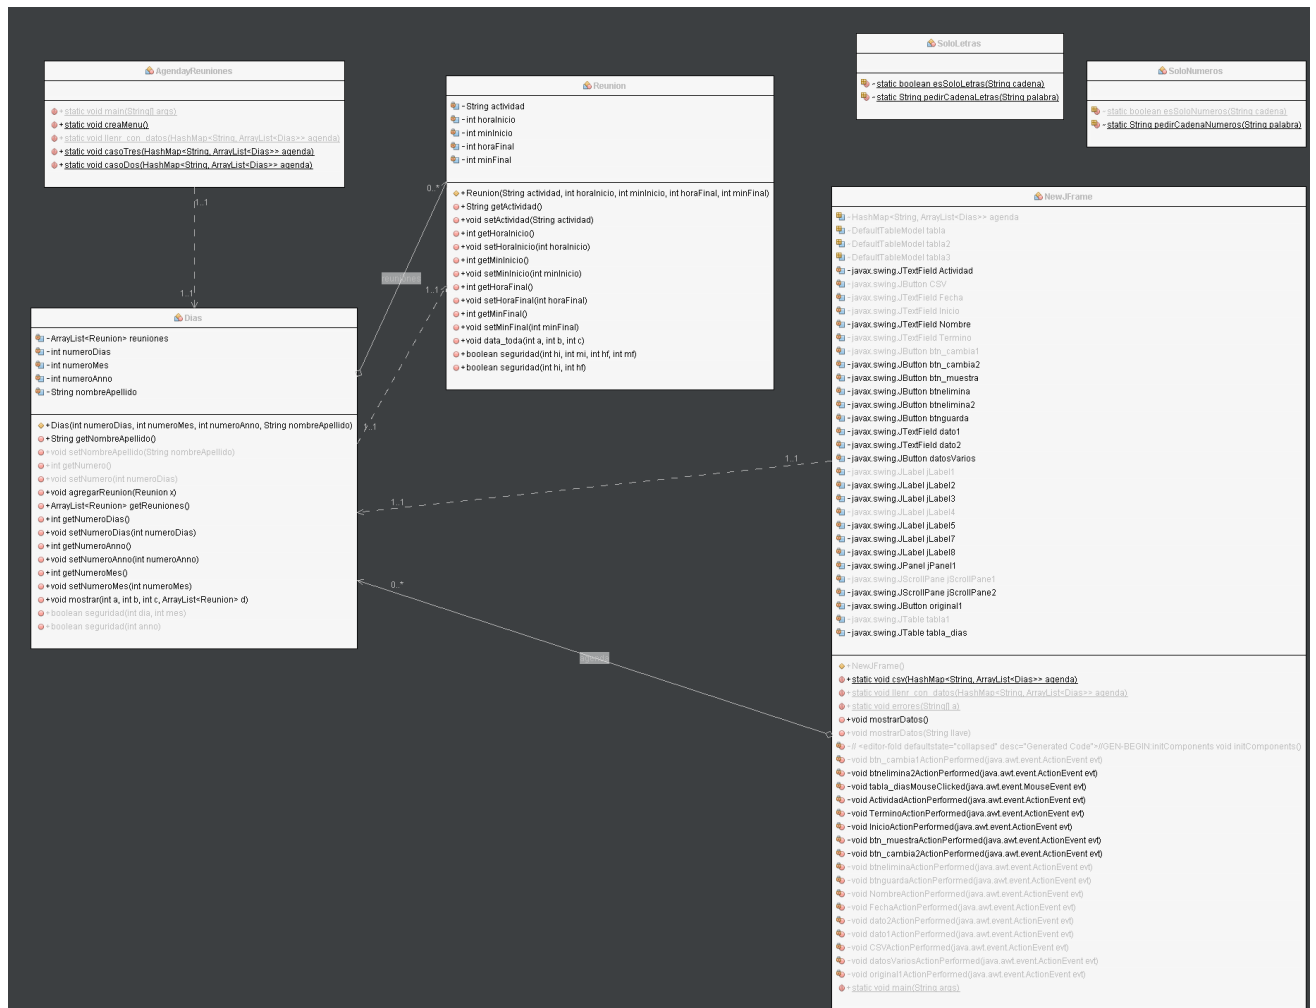 AgendayReuniones
+static void main(String[] args)
+static void creaMenu()
+static void llenr_con_datos(HashMap<String, ArrayList<Dias>> agenda)
+static void casoTres(HashMap<String, ArrayList<Dias>> agenda)
+static void casoDos(HashMap<String, ArrayList<Dias>> agenda)
1..1
1..1
Reunion
-String actividad
-int horaInicio
-int minInicio
-int horaFinal
-int minFinal
+Reunion(String actividad, int horaInicio, int minInicio, int horaFinal, int minFinal)
+String getActividad()
+void setActividad(String actividad)
+int getHoraInicio()
+void setHoraInicio(int horaInicio)
+int getMinInicio()
+void setMinInicio(int minInicio)
+int getHoraFinal()
+void setHoraFinal(int horaFinal)
+int getMinFinal()
+void setMinFinal(int minFinal)
+void data_toda(int a, int b, int c)
+boolean seguridad(int hi, int mi, int hf, int mf)
+boolean seguridad(int hi, int hf)
0..*
reuniones
1..1
1..1
SoloLetras
-static boolean esSoloLetras(String cadena)
-static String pedirCadenaLetras(String palabra)
SoloNumeros
-static boolean esSoloNumeros(String cadena)
-static String pedirCadenaNumeros(String palabra)
Dias
-ArrayList<Reunion> reuniones
-int numeroDias
-int numeroMes
-int numeroAnno
-String nombreApellido
+Dias(int numeroDias, int numeroMes, int numeroAnno, String nombreApellido)
+String getNombreApellido()
+void setNombreApellido(String nombreApellido)
+int getNumero()
+void setNumero(int numeroDias)
+void agregarReunion(Reunion x)
+ArrayList<Reunion> getReuniones()
+int getNumeroDias()
+void setNumeroDias(int numeroDias)
+int getNumeroAnno()
+void setNumeroAnno(int numeroAnno)
+int getNumeroMes()
+void setNumeroMes(int numeroMes)
+void mostrar(int a, int b, int c, ArrayList<Reunion> d)
+boolean seguridad(int dia, int mes)
+boolean seguridad(int anno)
1..1
1..1
0..*
agenda
NewJFrame
-HashMap<String, ArrayList<Dias>> agenda
-DefaultTableModel tabla
-DefaultTableModel tabla2
-DefaultTableModel tabla3
-javax.swing.JTextField Actividad
-javax.swing.JButton CSV
-javax.swing.JTextField Fecha
-javax.swing.JTextField Inicio
-javax.swing.JTextField Nombre
-javax.swing.JTextField Termino
-javax.swing.JButton btn_cambia1
-javax.swing.JButton btn_cambia2
-javax.swing.JButton btn_muestra
-javax.swing.JButton btnelimina
-javax.swing.JButton btnelimina2
-javax.swing.JButton btnguarda
-javax.swing.JTextField dato1
-javax.swing.JTextField dato2
-javax.swing.JButton datosVarios
-javax.swing.JLabel jLabel1
-javax.swing.JLabel jLabel2
-javax.swing.JLabel jLabel3
-javax.swing.JLabel jLabel4
-javax.swing.JLabel jLabel5
-javax.swing.JLabel jLabel7
-javax.swing.JLabel jLabel8
-javax.swing.JPanel jPanel1
-javax.swing.JScrollPane jScrollPane1
-javax.swing.JScrollPane jScrollPane2
-javax.swing.JButton original1
-javax.swing.JTable tabla1
-javax.swing.JTable tabla_dias
+NewJFrame()
+static void csv(HashMap<String, ArrayList<Dias>> agenda)
+static void llenr_con_datos(HashMap<String, ArrayList<Dias>> agenda)
+static void errores(String[] a)
+void mostrarDatos()
+void mostrarDatos(String llave)
-// <editor-fold defaultstate="collapsed" desc="Generated Code">//GEN-BEGIN:initComponents void initComponents()
-void btn_cambia1ActionPerformed(java.awt.event.ActionEvent evt)
-void btnelimina2ActionPerformed(java.awt.event.ActionEvent evt)
-void tabla_diasMouseClicked(java.awt.event.MouseEvent evt)
-void ActividadActionPerformed(java.awt.event.ActionEvent evt)
-void TerminoActionPerformed(java.awt.event.ActionEvent evt)
-void InicioActionPerformed(java.awt.event.ActionEvent evt)
-void btn_muestraActionPerformed(java.awt.event.ActionEvent evt)
-void btn_cambia2ActionPerformed(java.awt.event.ActionEvent evt)
-void btneliminaActionPerformed(java.awt.event.ActionEvent evt)
-void btnguardaActionPerformed(java.awt.event.ActionEvent evt)
-void NombreActionPerformed(java.awt.event.ActionEvent evt)
-void FechaActionPerformed(java.awt.event.ActionEvent evt)
-void dato2ActionPerformed(java.awt.event.ActionEvent evt)
-void dato1ActionPerformed(java.awt.event.ActionEvent evt)
-void CSVActionPerformed(java.awt.event.ActionEvent evt)
-void datosVariosActionPerformed(java.awt.event.ActionEvent evt)
-void original1ActionPerformed(java.awt.event.ActionEvent evt)
+static void main(String args)